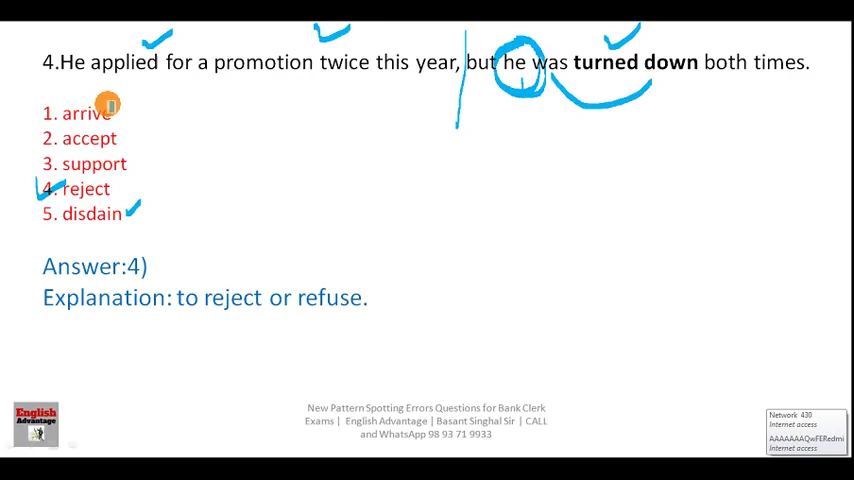 4.He applied for a promotion twice this year, but he was turned down both times.
1. arrive
2. accept
3. support
4. reject
5. disdain
Answer:4)
Explanation: to reject or refuse.
New Pattern Spotting Errors Questions for Bank Clerk
Exams | English Advantage | Basant Singhal Sir | CALL
and WhatsApp 98 93 71 9933
English
Advantage
Network 430
Internet access
AAAAAAAQwFERedmi
Internet access